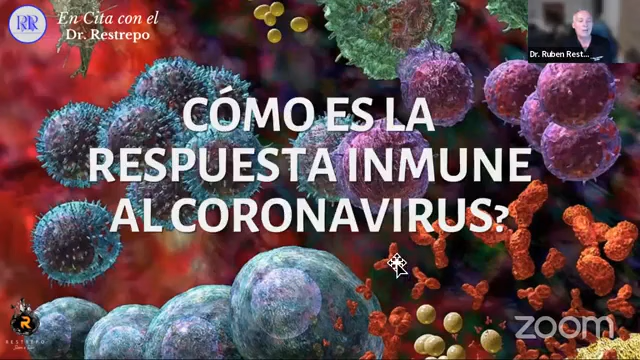 RR
En Cita con el
Dr. Restrepo
Dr. Ruben Rest...
CÓMO ES LA
RESPUESTA INMUNE
AL CORONAVIRUS?
R
RESTREPO
zoom